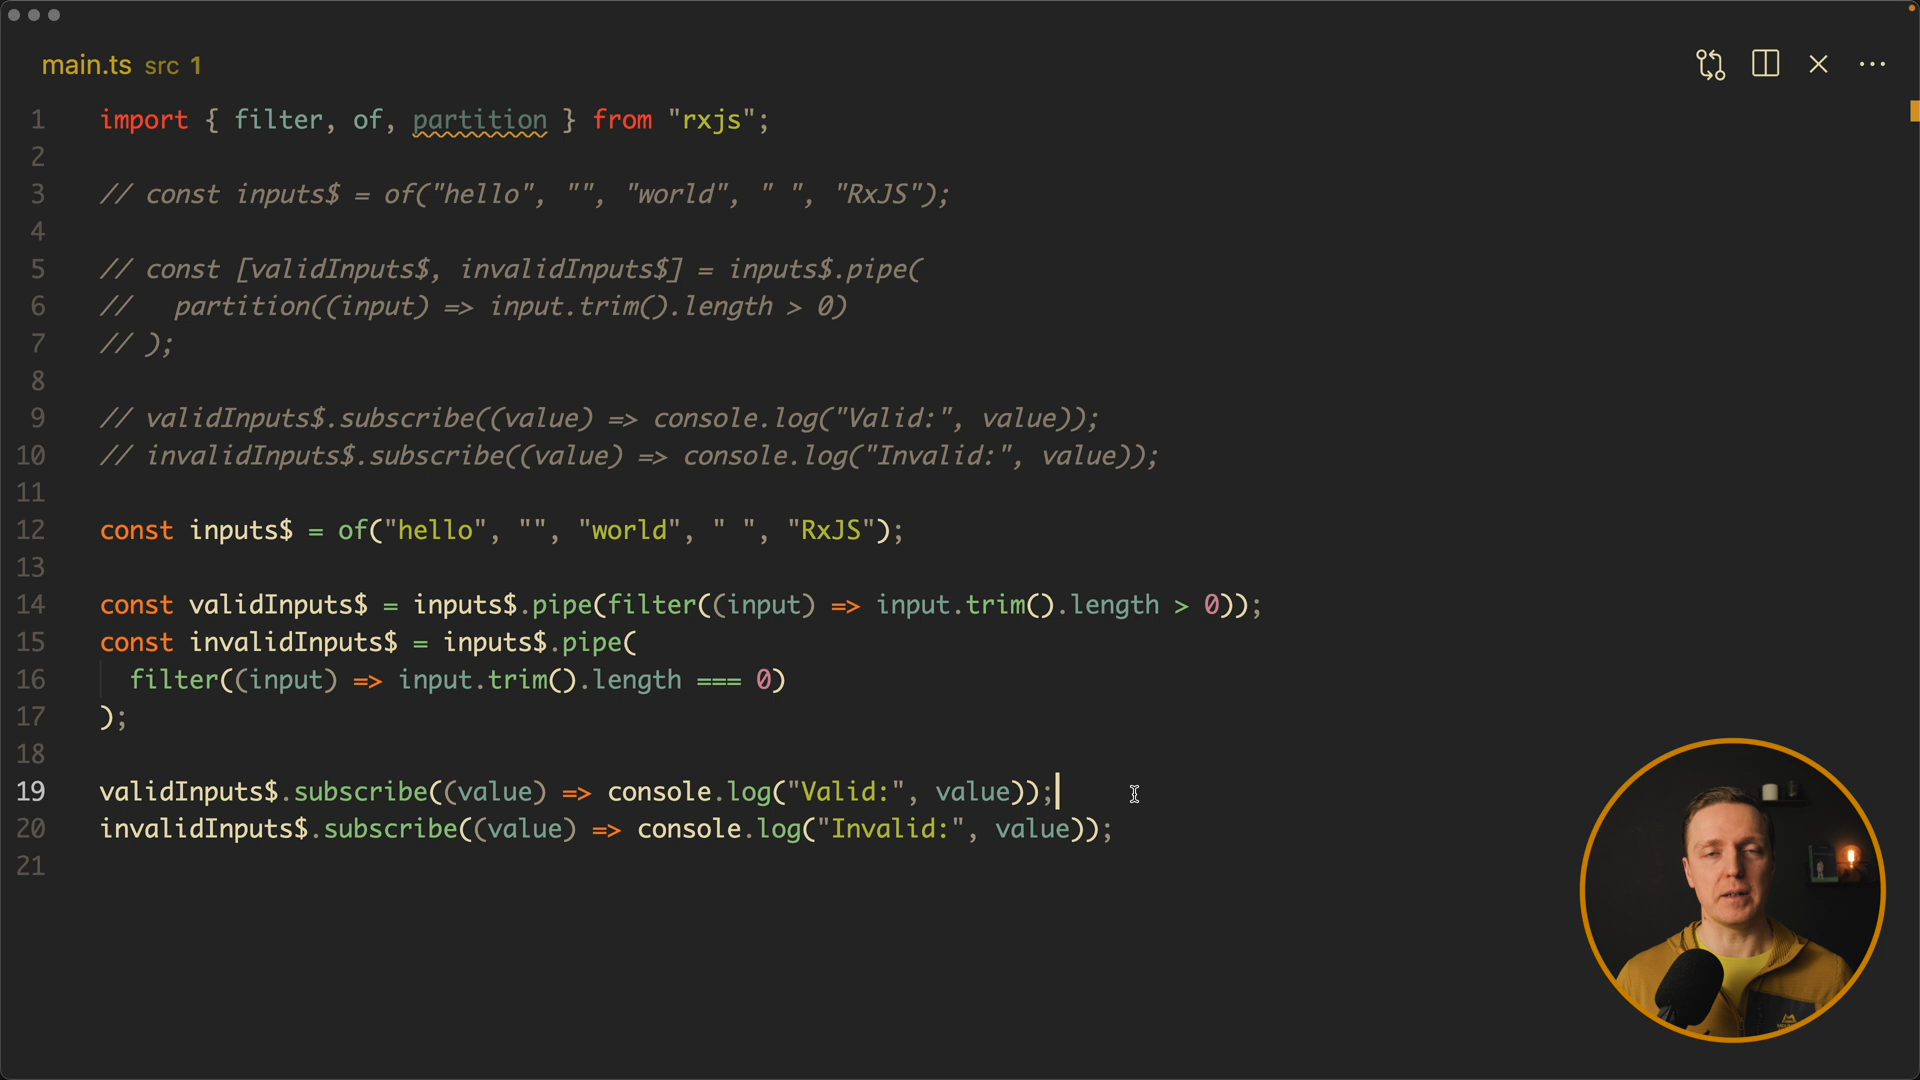 main.ts src 1
1 import { filter, of, partition } from "rxjs";
2
3 // const inputs$ = of("hello", "", "world", " ", "RxJS");
4
5 // const [validInputs$, invalidInputs$] = inputs$.pipe(
6 //   partition((input) => input.trim().length > 0)
7 // );
8
9 // validInputs$.subscribe((value) => console.log("Valid:", value));
10 // invalidInputs$.subscribe((value) => console.log("Invalid:", value));
11
12 const inputs$ = of("hello", "", "world", " ", "RxJS");
13
14 const validInputs$ = inputs$.pipe(filter((input) => input.trim().length > 0));
15 const invalidInputs$ = inputs$.pipe(
16   filter((input) => input.trim().length === 0)
17 );
18
19 validInputs$.subscribe((value) => console.log("Valid:", value));
20 invalidInputs$.subscribe((value) => console.log("Invalid:", value));
21